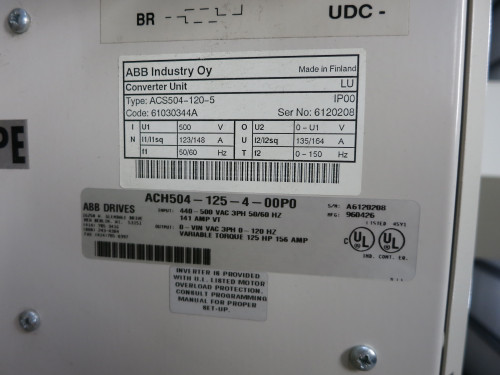 BR
UDC -
PE
ABB Industry Oy
Made in Finland
Converter Unit LU
Type: ACS504-120-5 IP00
Code: 61030344A Ser No: 6120208
I N U1 500 V O U T U2 0 – U1 V
I1/I1sq 123/148 A I2/I2sq 135/164 A
f1 50/60 Hz f2 0 – 150 Hz
ACH504-125-4-00P0
ABB DRIVES
INPUT: 440-500 VAC 3PH 50/60 HZ
141 AMP VT
OUTPUT: 0-VIN VAC 3PH 0-120 HZ
VARIABLE TORQUE 125 HP 156 AMP
S/N: A6120208
MFG: 960426
LISTED
C UL UL
IND. CONT. EQ.
INVERTER IS PROVIDED
WITH U.L. LISTED MOTOR
OVERLOAD PROTECTION.
CONSULT PROGRAMMING
MANUAL FOR PROPER
SET-UP.